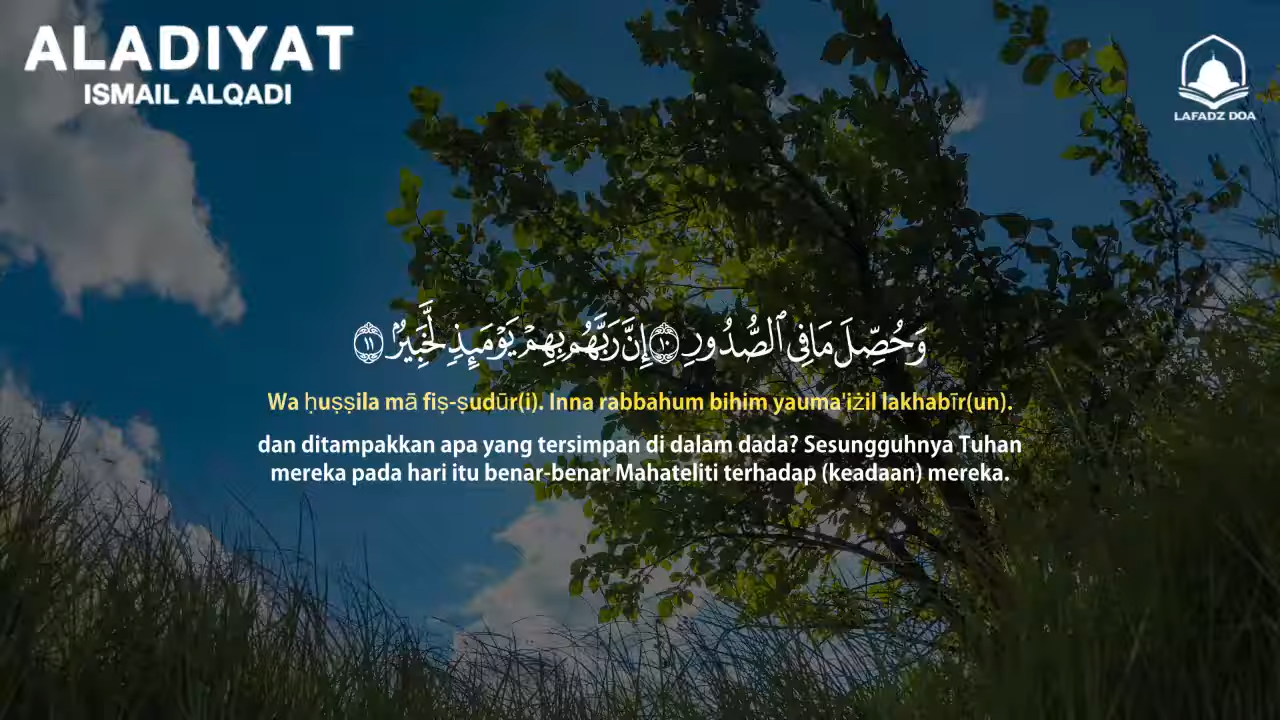 ALADIYAT
ISMAIL ALQADI
LAFADZ DOA
وَحُصِّلَ مَا فِى ٱلصُّدُورِ ١٠ إِنَّ رَبَّهُم بِهِمْ يَوْمَئِذٍ لَّخَبِيرٌۢ ١١
Wa ḥuṣṣila mā fiṣ-ṣudūr(i). Inna rabbahum bihim yauma'iżil lakhabīr(un).
dan ditampakkan apa yang tersimpan di dalam dada? Sesungguhnya Tuhan
mereka pada hari itu benar-benar Mahateliti terhadap (keadaan) mereka.